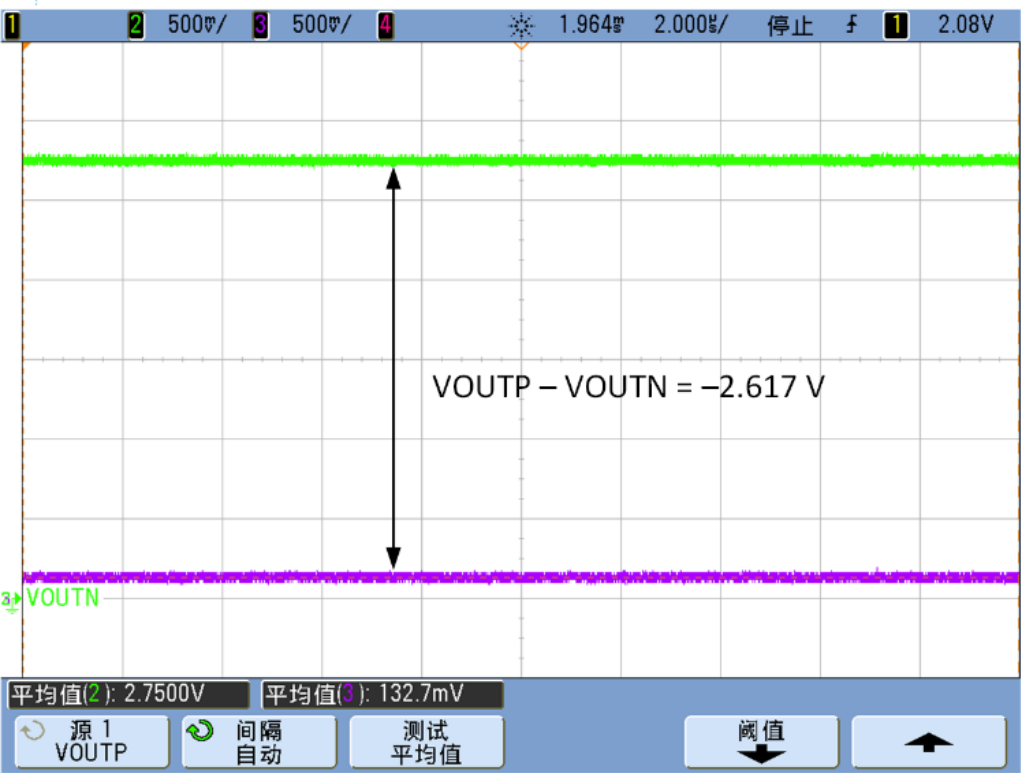 1 2 500mV/ 3 500mV/ 4 1.964ms 2.000ms/ 停止 1 2.08V
VOUTP – VOUTN = –2.617 V
3 VOUTN
平均值(2): 2.7500V 平均值(3): 132.7mV
源 1 间隔 测试 阈值
VOUTP 自动 平均值